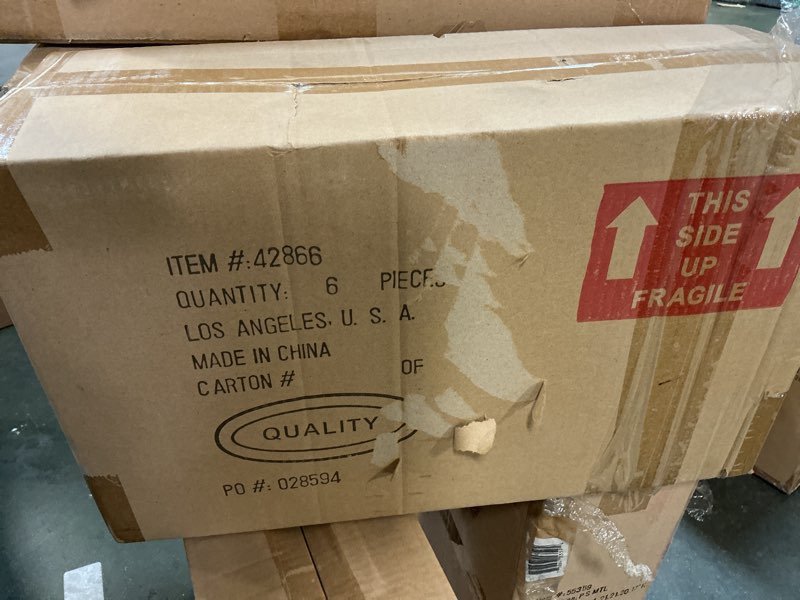 ITEM #:42866
QUANTITY: 6 PIECES
LOS ANGELES, U. S. A.
MADE IN CHINA
CARTON # OF
QUALITY
PO #: 028594
THIS
SIDE
UP
FRAGILE
#:55359